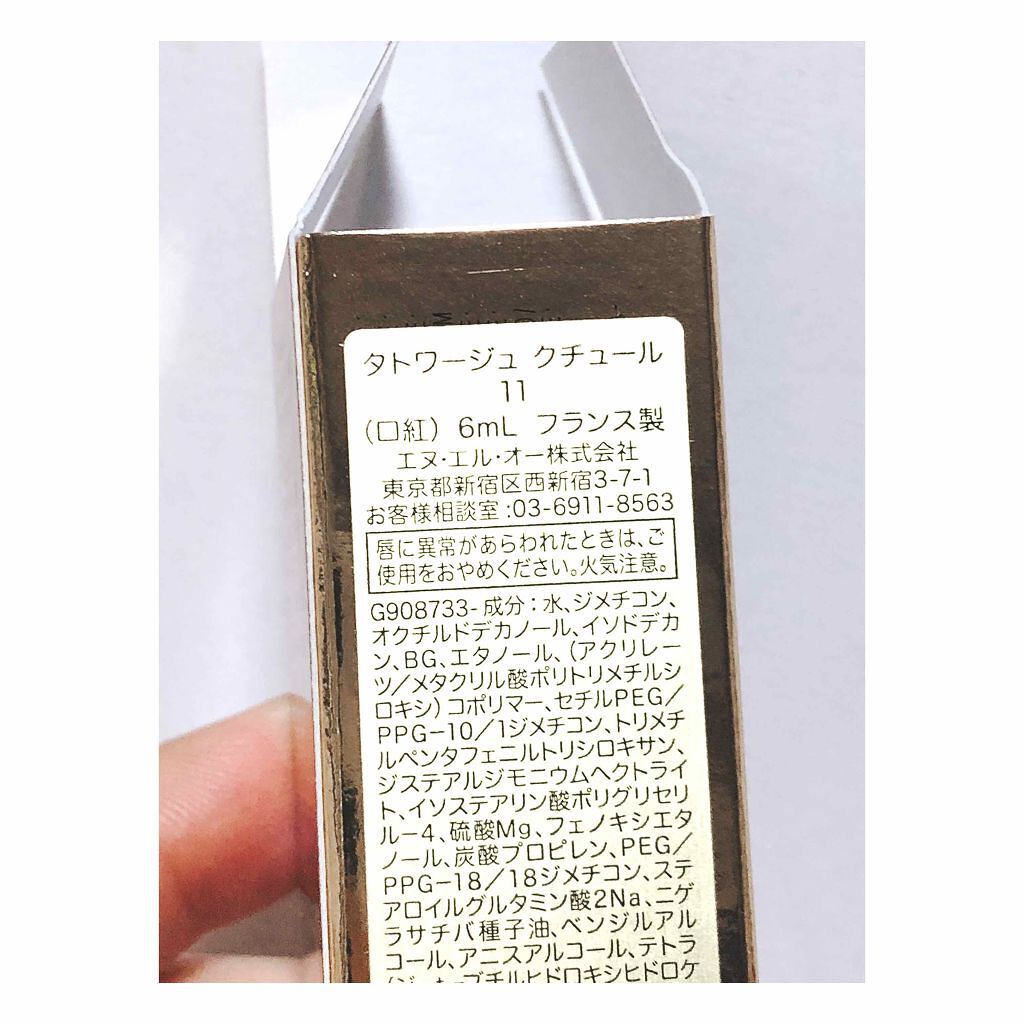 タトワージュ クチュール
11
（口紅） 6mL フランス製
エヌ・エル・オー株式会社
東京都新宿区西新宿3-7-1
お客様相談室:03-6911-8563
唇に異常があらわれたときは、ご
使用をおやめください。火気注意。
G908733- 成分：水、ジメチコン、
オクチルドデカノール、イソドデカ
ン、BG、エタノール、（アクリレー
ツ／メタクリル酸ポリトリメチルシ
ロキシ）コポリマー、セチルPEG／
PPG-10／1ジメチコン、トリメチ
ルペンタフェニルトリシロキサン、
ジステアルジモニウムヘクトライ
ト、イソステアリン酸ポリグリセリ
ル-4、硫酸Mg、フェノキシエタ
ノール、炭酸プロピレン、PEG／
PPG-18／18ジメチコン、ステ
アロイルグルタミン酸2Na、ニゲ
ラサチバ種子油、ベンジルアル
コール、アニスアルコール、テトラ
ブチルヒドロキシヒドロケ